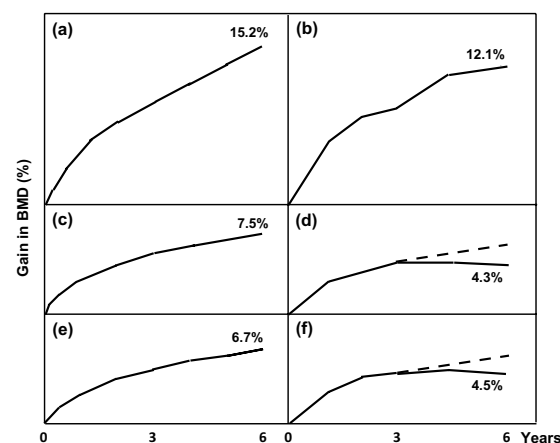 (a)
15.2%
(b)
12.1%
Gain in BMD (%)
(c)
7.5%
(d)
4.3%
(e)
6.7%
(f)
4.5%
0 3 6 0 3 6 Years